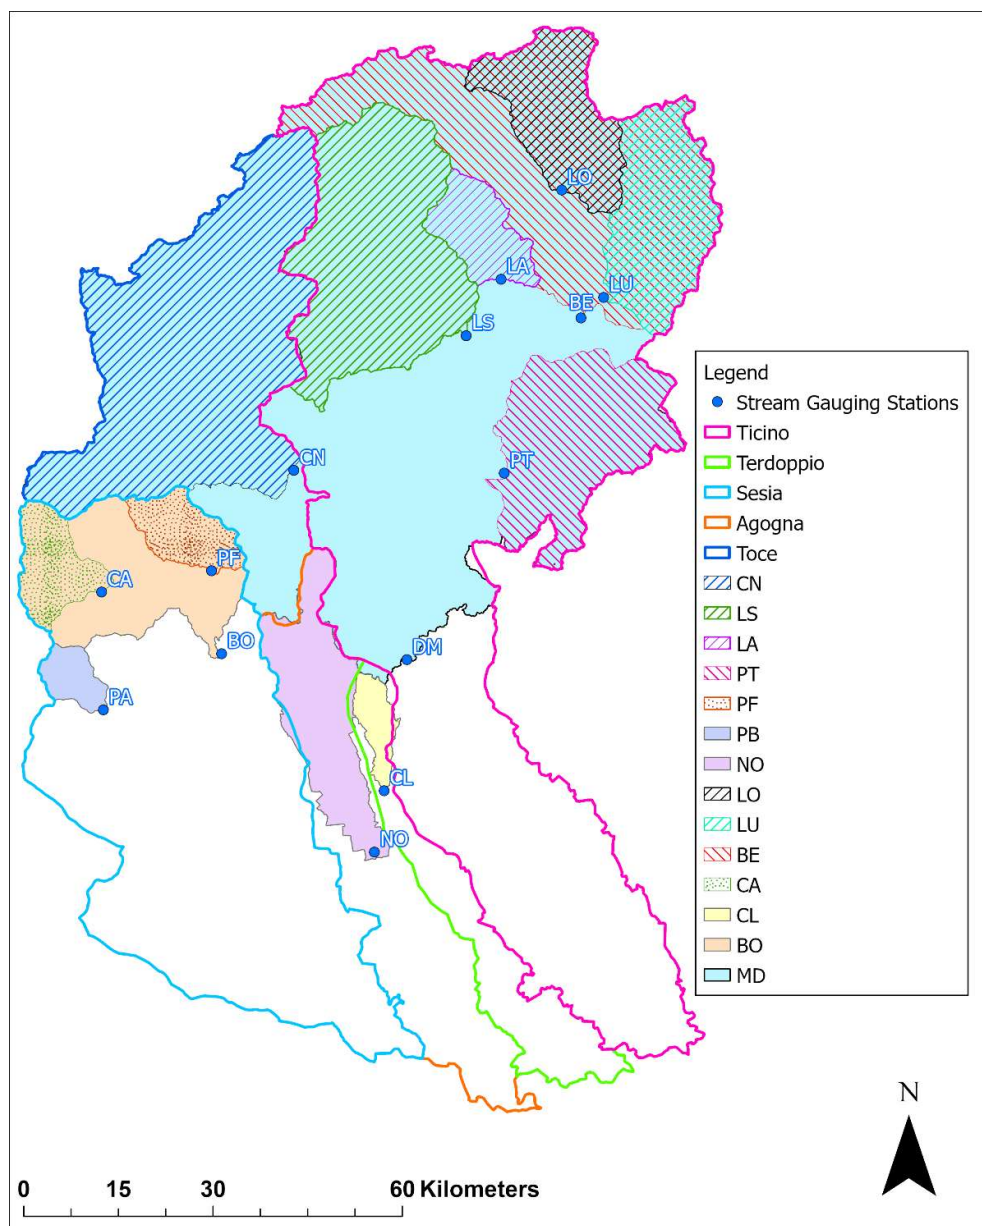 LO
LA
LU
BE
LS
CN
PT
PF
CA
BO
DM
PA
CL
NO
Legend
Stream Gauging Stations
Ticino
Terdoppio
Sesia
Agogna
Toce
CN
LS
LA
PT
PF
PB
NO
LO
LU
BE
CA
CL
BO
MD
N
0 15 30 60 Kilometers